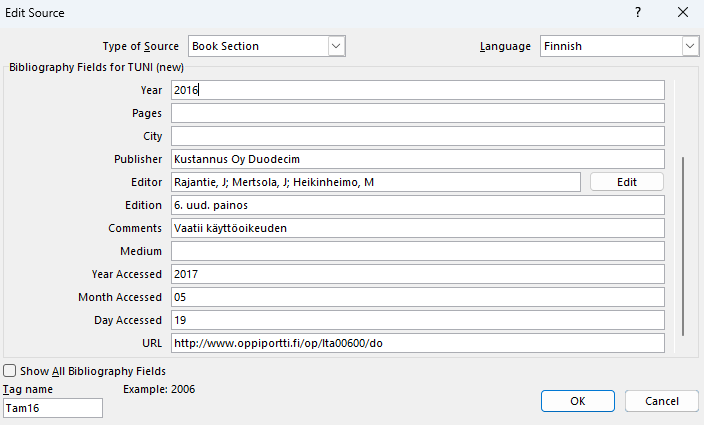 Edit Source
?
Type of Source Book Section Language Finnish
Bibliography Fields for TUNI (new)
Year 2016
Pages
City
Publisher Kustannus Oy Duodecim
Editor Rajantie, J; Mertsola, J; Heikinheimo, M Edit
Edition 6. uud. painos
Comments Vaatii käyttöoikeuden
Medium
Year Accessed 2017
Month Accessed 05
Day Accessed 19
URL http://www.oppiportti.fi/op/lta00600/do
Show All Bibliography Fields
Tag name Example: 2006
Tam16 OK Cancel